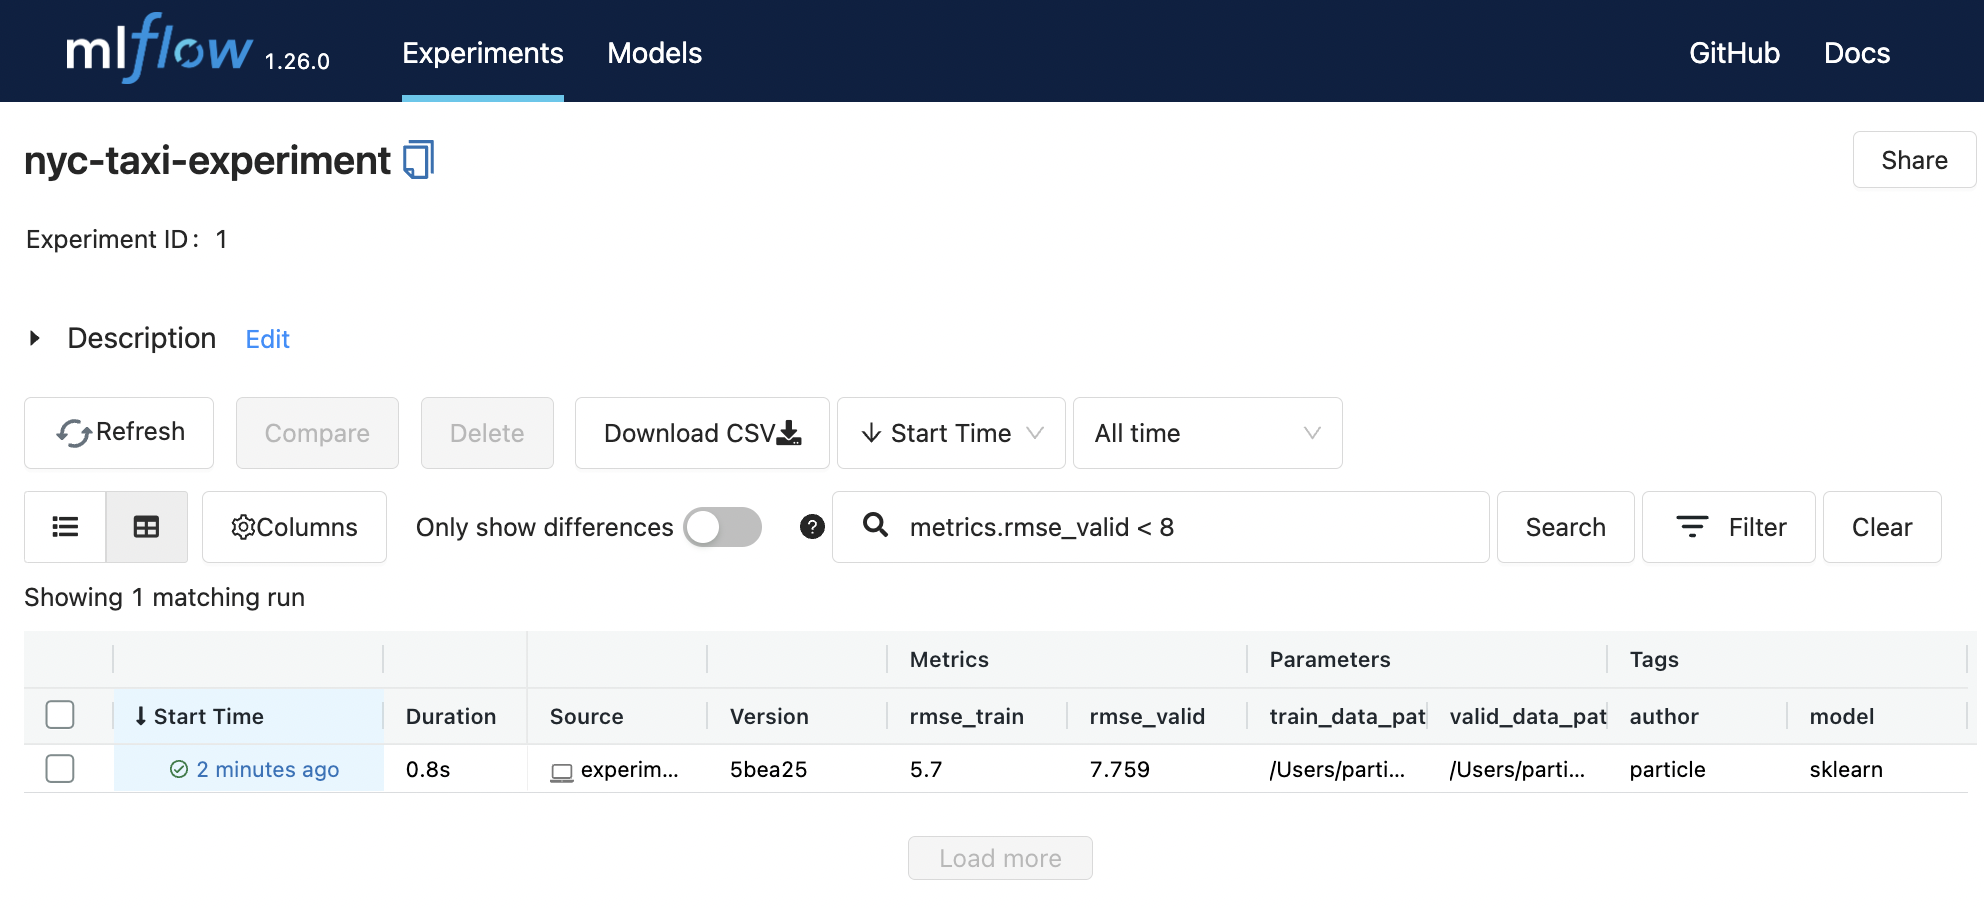 mlflow 1.26.0 Experiments Models GitHub Docs
nyc-taxi-experiment Share
Experiment ID: 1
Description Edit
Refresh Compare Delete Download CSV Start Time All time
Columns Only show differences ? metrics.rmse_valid < 8 Search Filter Clear
Showing 1 matching run
Metrics Parameters Tags
Start Time Duration Source Version rmse_train rmse_valid train_data_pat valid_data_pat author model
2 minutes ago 0.8s experim... 5bea25 5.7 7.759 /Users/parti... /Users/parti... particle sklearn
Load more